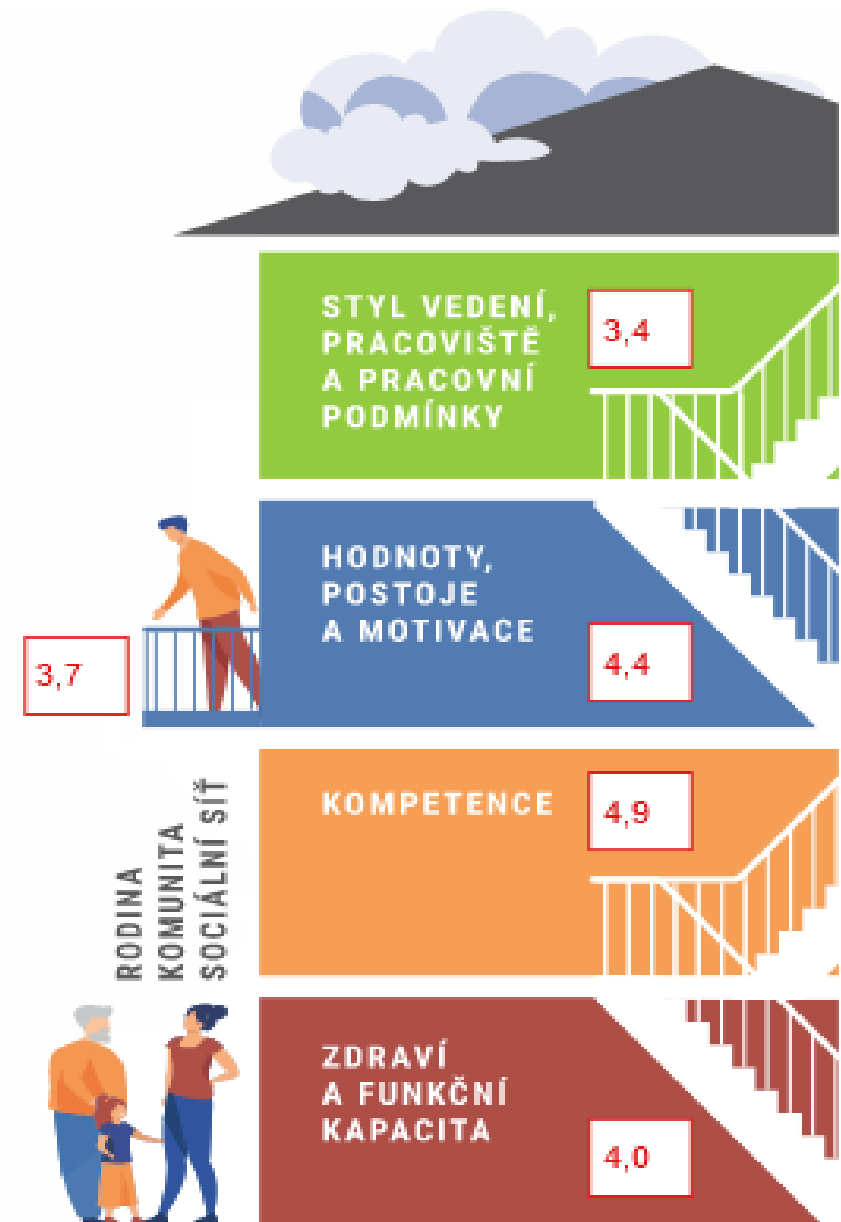 STYL VEDENÍ,
PRACOVIŠTĚ
A PRACOVNÍ
PODMÍNKY
3,4
HODNOTY,
POSTOJE
A MOTIVACE
4,4
3,7
RODINA
KOMUNITA
SOCIÁLNÍ SÍŤ
KOMPETENCE
4,9
ZDRAVÍ
A FUNKČNÍ
KAPACITA
4,0